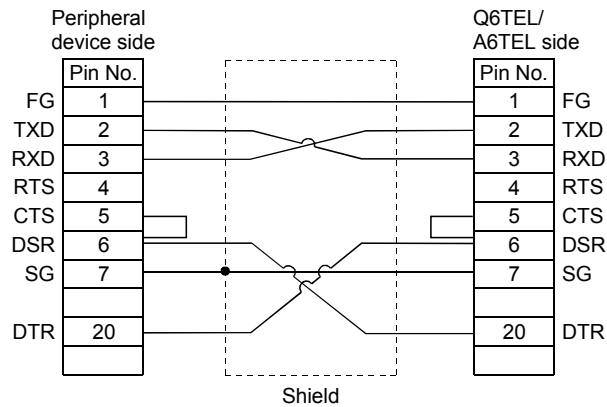 Peripheral
device side
Q6TEL/
A6TEL side
Pin No.
Pin No.
FG 1 1 FG
TXD 2 2 TXD
RXD 3 3 RXD
RTS 4 4 RTS
CTS 5 5 CTS
DSR 6 6 DSR
SG 7 7 SG
DTR 20 20 DTR
Shield